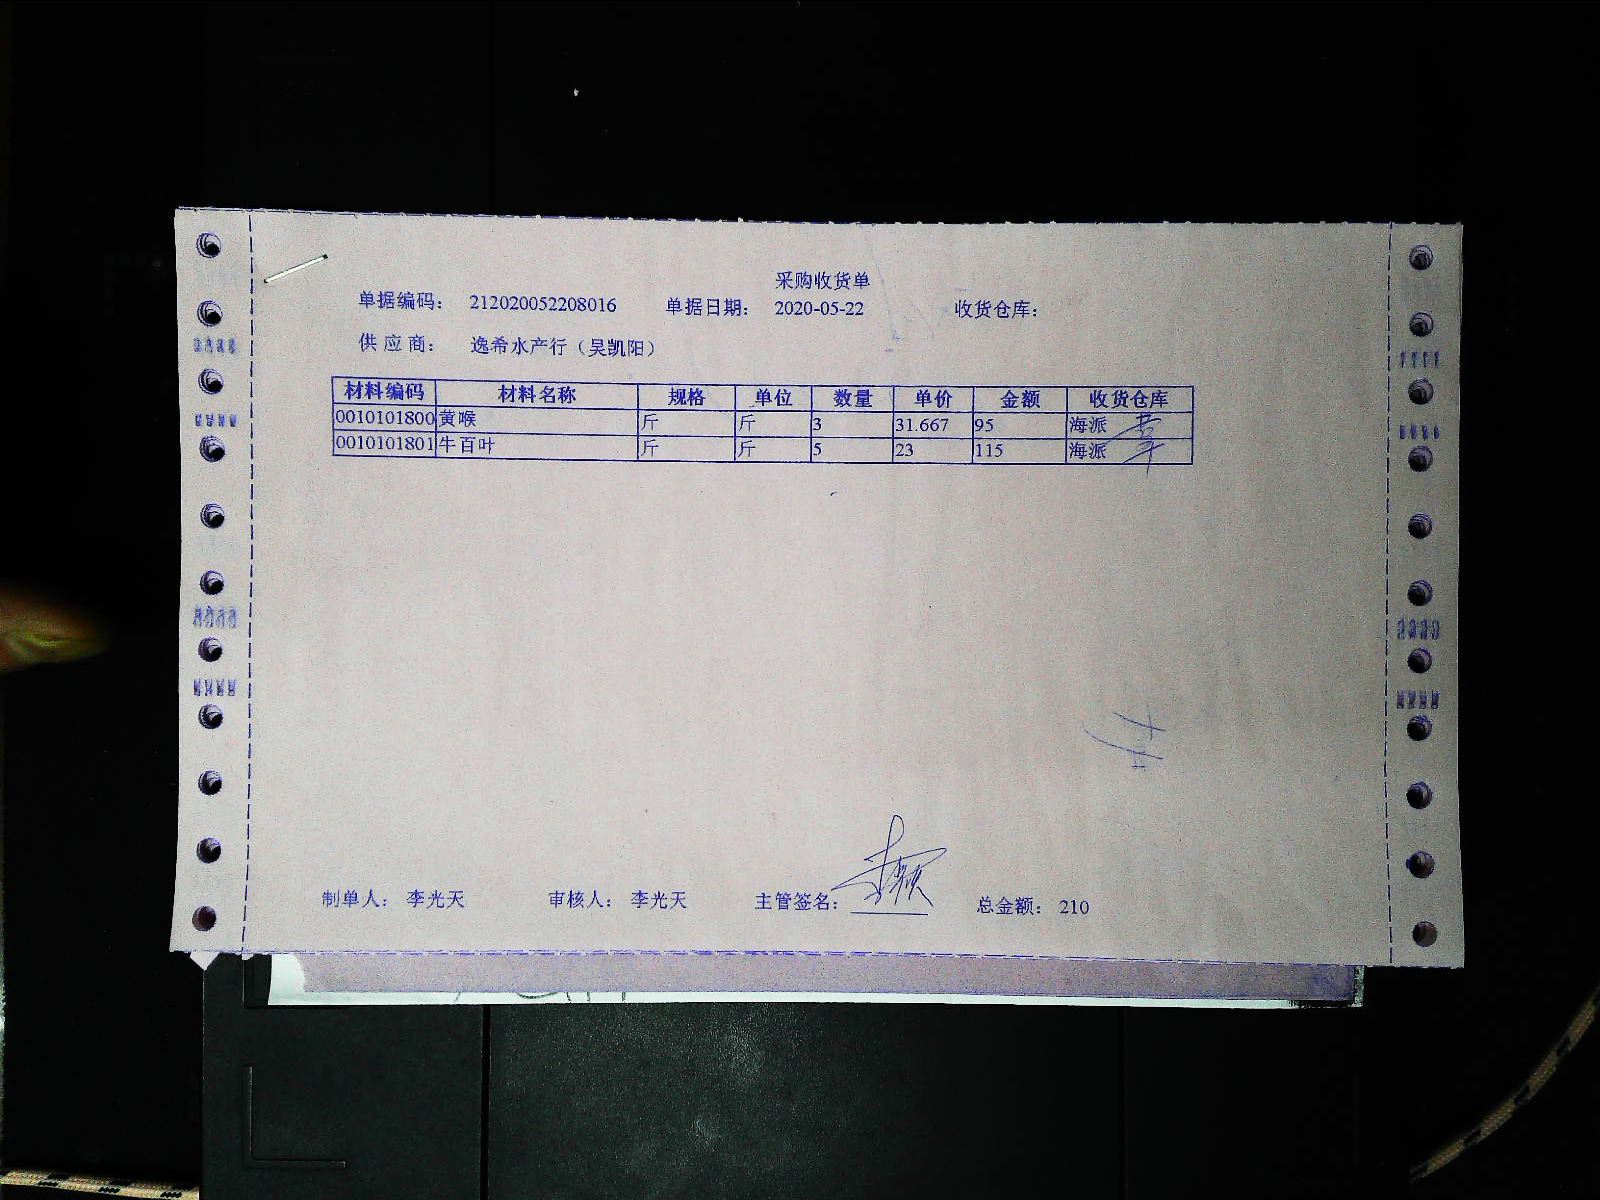 采购收货单
单据编码： 212020052208016 单据日期： 2020-05-22 收货仓库：
供应商： 逸希水产行（吴凯阳）
材料编码 材料名称 规格 单位 数量 单价 金额 收货仓库
0010101800 黄喉 斤 斤 3 31.667 95 海派
0010101801 牛百叶 斤 斤 5 23 115 海派
制单人： 李光天 审核人： 李光天 主管签名： 总金额： 210